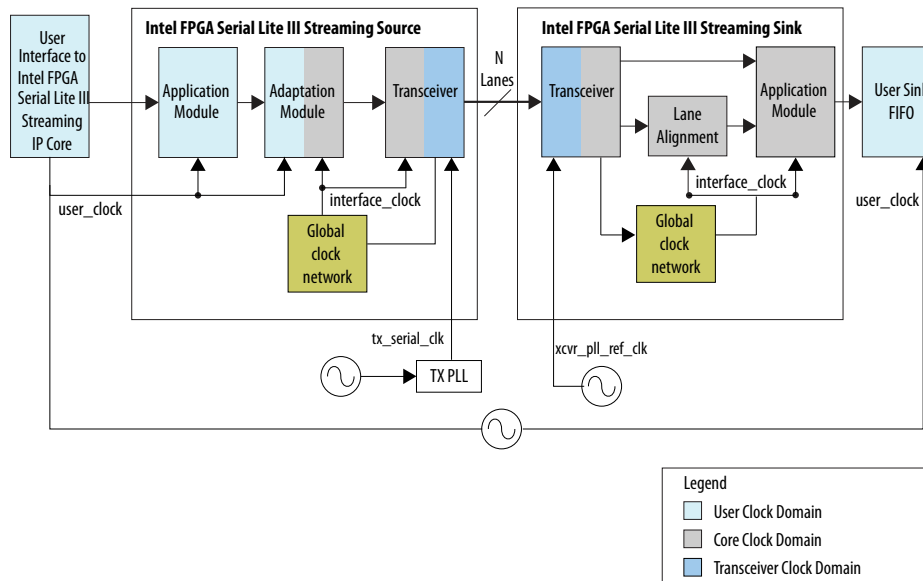 Intel FPGA Serial Lite III Streaming Source
Intel FPGA Serial Lite III Streaming Sink
User
Interface to
Intel FPGA
Serial Lite III
Streaming
IP Core
Application
Module
Adaptation
Module
Transceiver
N
Lanes
Transceiver
Lane
Alignment
Application
Module
User Sink
FIFO
user_clock
interface_clock
Global
clock
network
interface_clock
Global
clock
network
user_clock
tx_serial_clk
TX PLL
xcvr_pll_ref_clk
Legend
User Clock Domain
Core Clock Domain
Transceiver Clock Domain